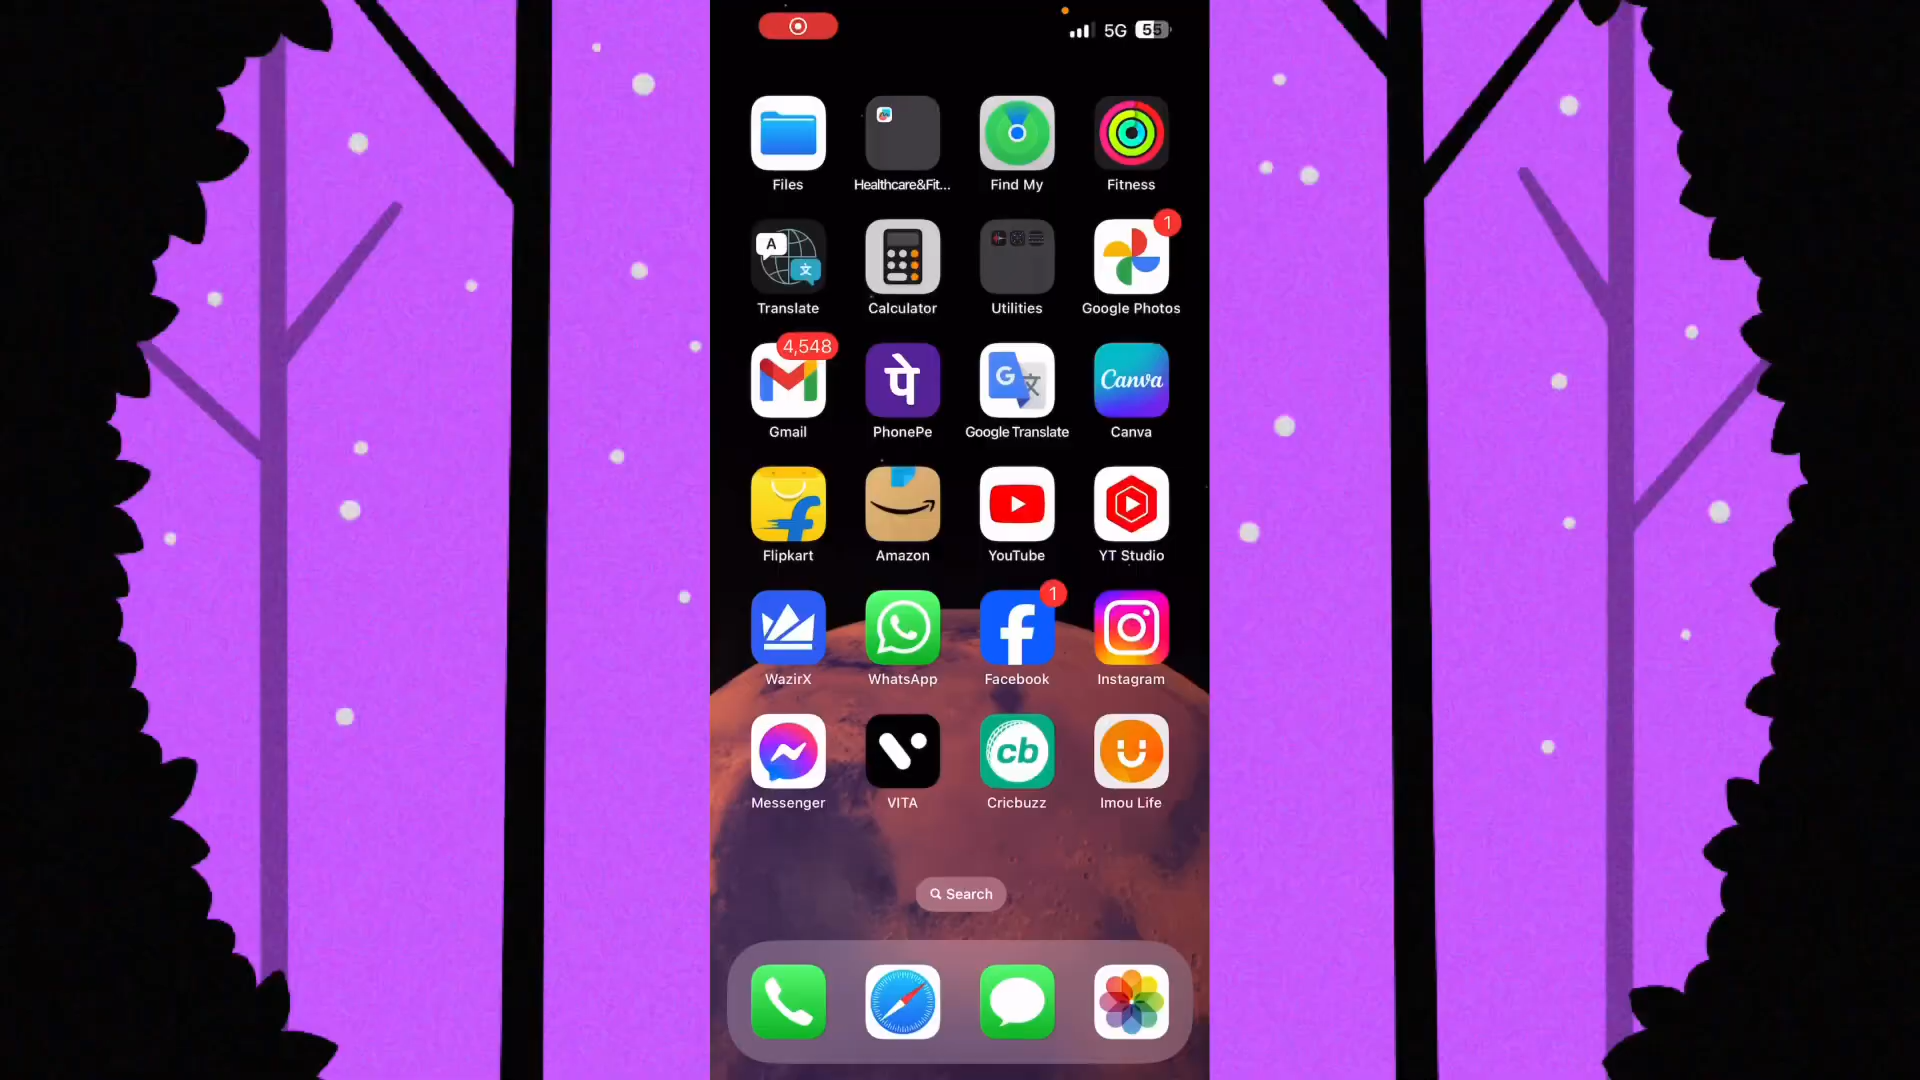 5G 55
Files Healthcare&Fit... Find My Fitness
A 文
1
Translate Calculator Utilities Google Photos
4,548
पे G 文 Canva
Gmail PhonePe Google Translate Canva
f
Flipkart Amazon YouTube YT Studio
1
f
WazirX WhatsApp Facebook Instagram
cb
Messenger VITA Cricbuzz Imou Life
Search